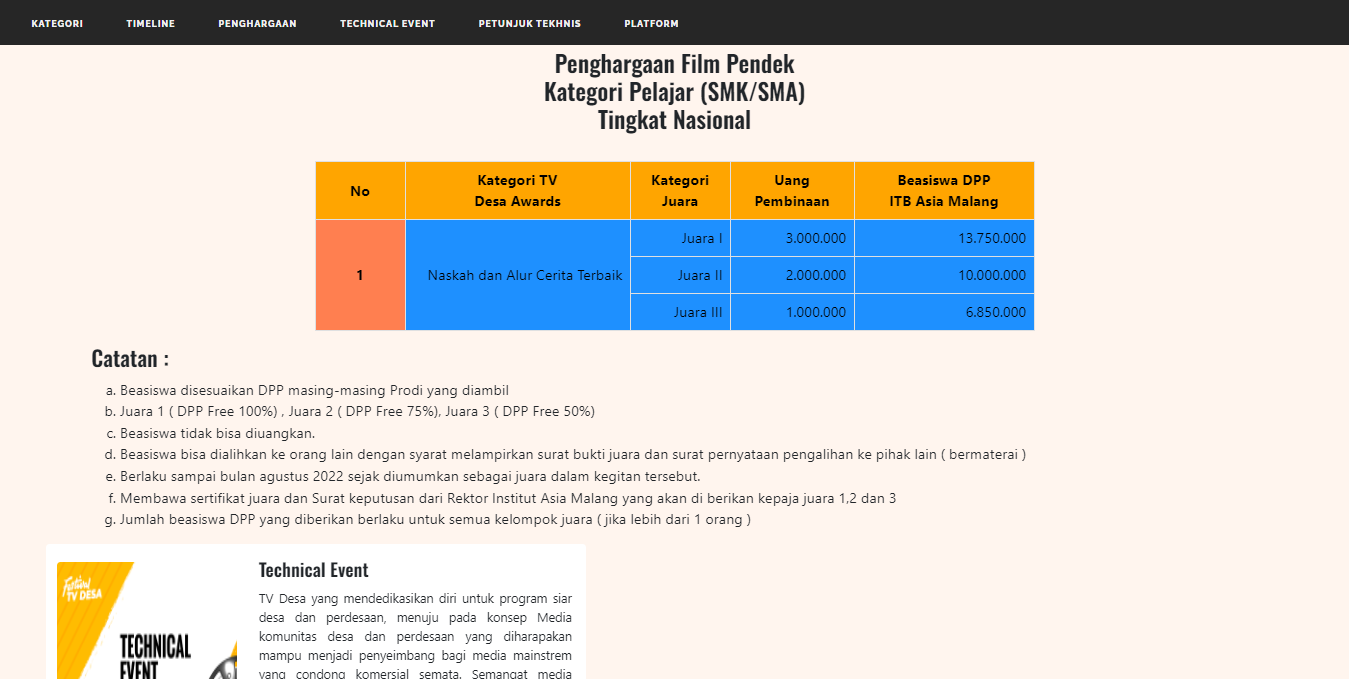 KATEGORI TIMELINE PENGHARGAAN TECHNICAL EVENT PETUNJUK TEKHNIS PLATFORM
Penghargaan Film Pendek
Kategori Pelajar (SMK/SMA)
Tingkat Nasional
No
Kategori TV
Desa Awards
Kategori
Juara
Uang
Pembinaan
Beasiswa DPP
ITB Asia Malang
1
Naskah dan Alur Cerita Terbaik
Juara I 3.000.000 13.750.000
Juara II 2.000.000 10.000.000
Juara III 1.000.000 6.850.000
Catatan :
a. Beasiswa disesuaikan DPP masing-masing Prodi yang diambil
b. Juara 1 ( DPP Free 100%) , Juara 2 ( DPP Free 75%), Juara 3 ( DPP Free 50%)
c. Beasiswa tidak bisa diuangkan.
d. Beasiswa bisa dialihkan ke orang lain dengan syarat melampirkan surat bukti juara dan surat pernyataan pengalihan ke pihak lain ( bermaterai )
e. Berlaku sampai bulan agustus 2022 sejak diumumkan sebagai juara dalam kegitan tersebut.
f. Membawa sertifikat juara dan Surat keputusan dari Rektor Institut Asia Malang yang akan di berikan kepaja juara 1,2 dan 3
g. Jumlah beasiswa DPP yang diberikan berlaku untuk semua kelompok juara ( jika lebih dari 1 orang )
Festival
TV DESA
TECHNICAL
EVENT
Technical Event
TV Desa yang mendedikasikan diri untuk program siar
desa dan perdesaan, menuju pada konsep Media
komunitas desa dan perdesaan yang diharapakan
mampu menjadi penyeimbang bagi media mainstrem
yang condong komersial semata. Semangat media